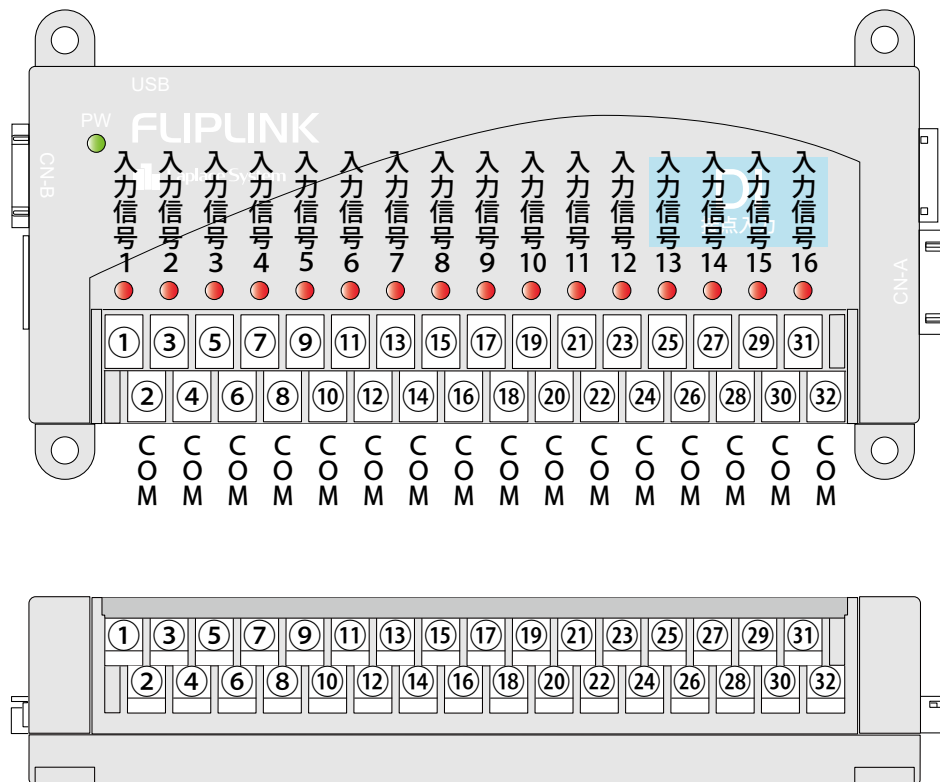 USB
PW
FLIPLINK
Laplace System
CN-B
DI
接点入力
CN-A
入力信号1 入力信号2 入力信号3 入力信号4 入力信号5 入力信号6 入力信号7 入力信号8 入力信号9 入力信号10 入力信号11 入力信号12 入力信号13 入力信号14 入力信号15 入力信号16
① ③ ⑤ ⑦ ⑨ ⑪ ⑬ ⑮ ⑰ ⑲ ㉑ ㉓ ㉕ ㉗ ㉙ ㉛
② ④ ⑥ ⑧ ⑩ ⑫ ⑭ ⑯ ⑱ ⑳ ㉒ ㉔ ㉖ ㉘ ㉚ ㉜
COM COM COM COM COM COM COM COM COM COM COM COM COM COM COM COM
① ③ ⑤ ⑦ ⑨ ⑪ ⑬ ⑮ ⑰ ⑲ ㉑ ㉓ ㉕ ㉗ ㉙ ㉛
② ④ ⑥ ⑧ ⑩ ⑫ ⑭ ⑯ ⑱ ⑳ ㉒ ㉔ ㉖ ㉘ ㉚ ㉜